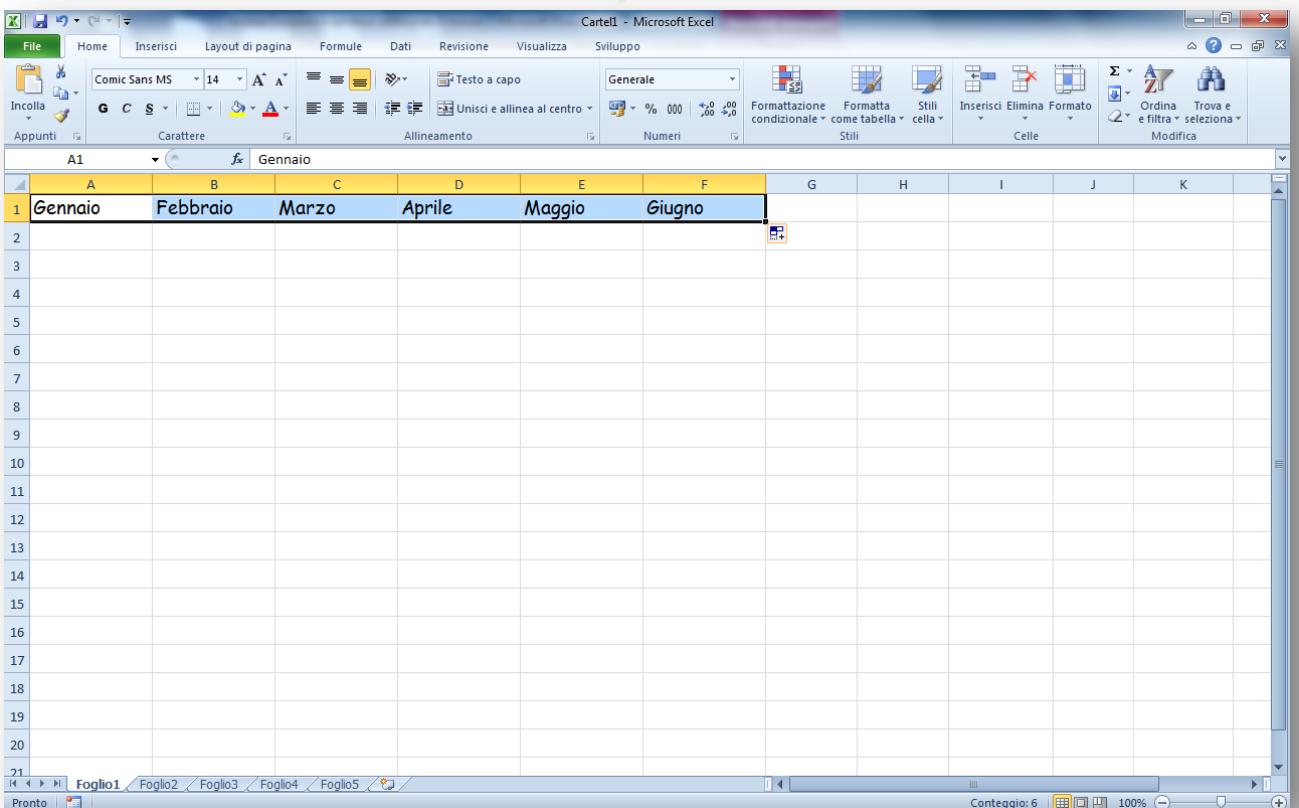 Cartel1 - Microsoft Excel
File Home Inserisci Layout di pagina Formule Dati Revisione Visualizza Sviluppo
Incolla
Comic Sans MS 14 A A
G C S A
Testo a capo
Unisci e allinea al centro
Generale
% 000 ,00 ,00
Formattazione condizionale
Formatta come tabella
Stili cella
Inserisci Elimina Formato
Σ
Ordina e filtra
Trova e seleziona
Appunti Carattere Allineamento Numeri Stili Celle Modifica
A1 fx Gennaio
A B C D E F G H I J K
1 Gennaio Febbraio Marzo Aprile Maggio Giugno
2
3
4
5
6
7
8
9
10
11
12
13
14
15
16
17
18
19
20
21
Foglio1 Foglio2 Foglio3 Foglio4 Foglio5
Pronto Conteggio: 6 100%